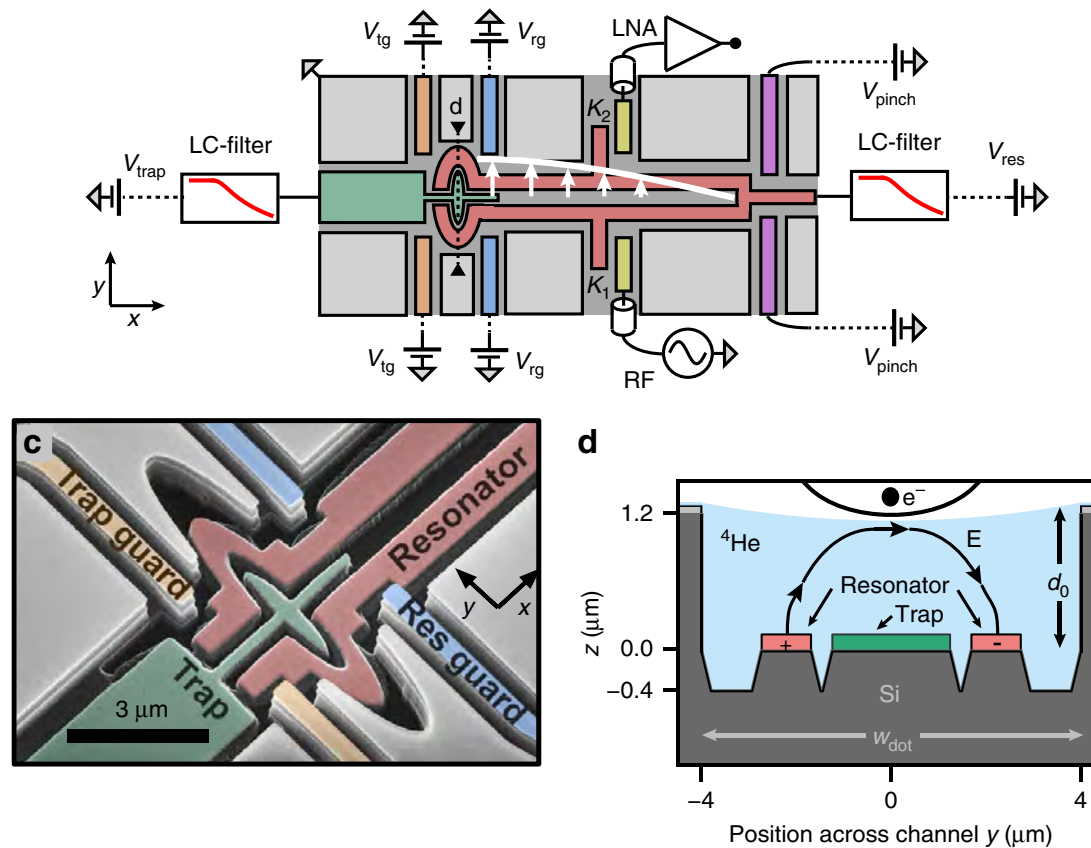 V_tg V_rg LNA
d K_2 V_pinch
LC-filter LC-filter
V_trap V_res
K_1
y
x
V_tg V_rg RF V_pinch
c
Trap guard
Resonator
y x
Res guard
Trap
3 μm
d
e⁻
1.2
⁴He E
Resonator
d_0
Trap
z (μm)
0.0 + -
−0.4
Si
w_dot
−4 0 4
Position across channel y (μm)